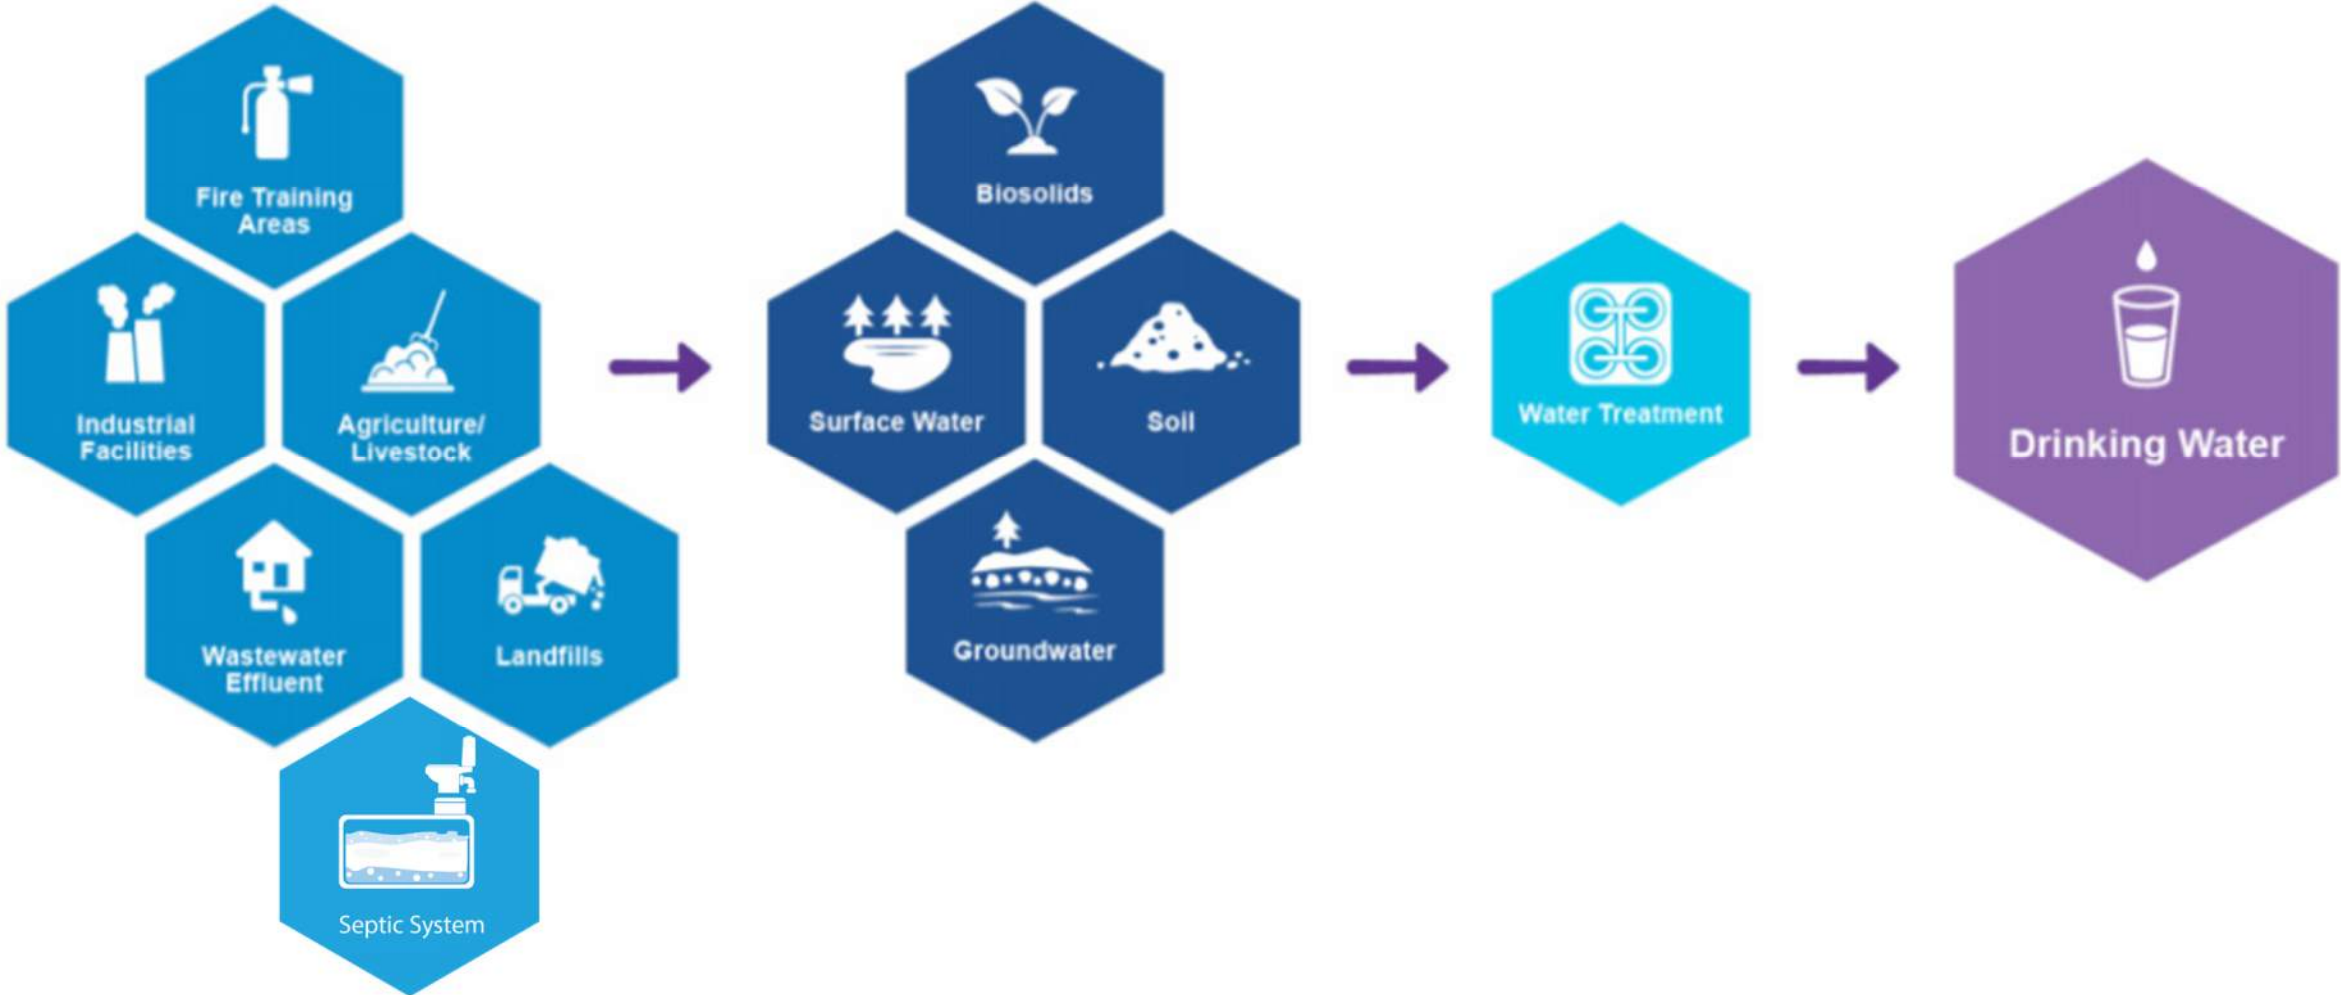 Fire Training
Areas
Industrial
Facilities
Agriculture/
Livestock
Wastewater
Effluent
Landfills
Septic System
Biosolids
Surface Water
Soil
Groundwater
Water Treatment
Drinking Water